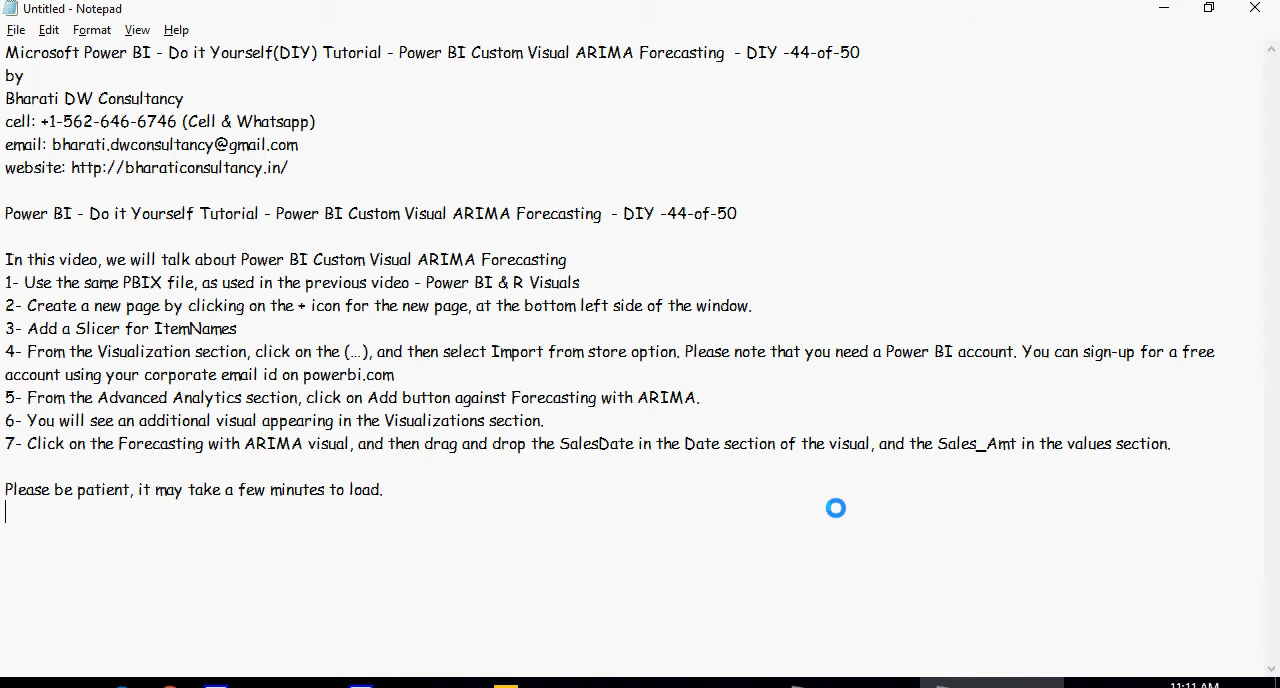 Untitled - Notepad
File Edit Format View Help
Microsoft Power BI - Do it Yourself(DIY) Tutorial - Power BI Custom Visual ARIMA Forecasting - DIY -44-of-50
by
Bharati DW Consultancy
cell: +1-562-646-6746 (Cell & Whatsapp)
email: bharati.dwconsultancy@gmail.com
website: http://bharaticonsultancy.in/
Power BI - Do it Yourself Tutorial - Power BI Custom Visual ARIMA Forecasting - DIY -44-of-50
In this video, we will talk about Power BI Custom Visual ARIMA Forecasting
1- Use the same PBIX file, as used in the previous video - Power BI & R Visuals
2- Create a new page by clicking on the + icon for the new page, at the bottom left side of the window.
3- Add a Slicer for ItemNames
4- From the Visualization section, click on the (...), and then select Import from store option. Please note that you need a Power BI account. You can sign-up for a free
account using your corporate email id on powerbi.com
5- From the Advanced Analytics section, click on Add button against Forecasting with ARIMA.
6- You will see an additional visual appearing in the Visualizations section.
7- Click on the Forecasting with ARIMA visual, and then drag and drop the SalesDate in the Date section of the visual, and the Sales_Amt in the values section.
Please be patient, it may take a few minutes to load.
11:11 AM